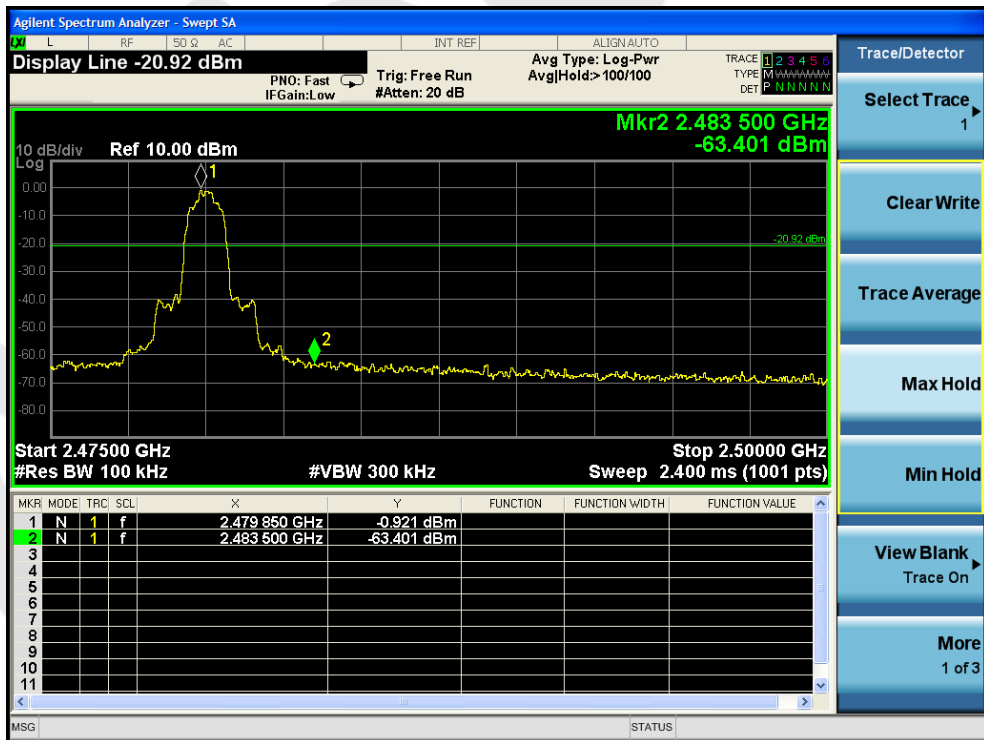 Agilent Spectrum Analyzer - Swept SA
LXI L RF 50 Ω AC INT REF ALIGNAUTO
Display Line -20.92 dBm
PNO: Fast
IFGain:Low
Trig: Free Run
#Atten: 20 dB
Avg Type: Log-Pwr
Avg|Hold:>100/100
TRACE 1 2 3 4 5 6
TYPE M
DET P N N N N N
Mkr2 2.483 500 GHz
-63.401 dBm
10 dB/div Ref 10.00 dBm
Log
1
0.00
-10.0
-20.0
-20.92 dBm
-30.0
-40.0
-50.0
2
-60.0
-70.0
-80.0
Start 2.47500 GHz Stop 2.50000 GHz
#Res BW 100 kHz #VBW 300 kHz Sweep 2.400 ms (1001 pts)
MKR MODE TRC SCL X Y FUNCTION FUNCTION WIDTH FUNCTION VALUE
1 N 1 f 2.479 850 GHz -0.921 dBm
2 N 1 f 2.483 500 GHz -63.401 dBm
3
4
5
6
7
8
9
10
11
MSG STATUS
Trace/Detector
Select Trace
1
Clear Write
Trace Average
Max Hold
Min Hold
View Blank
Trace On
More
1 of 3